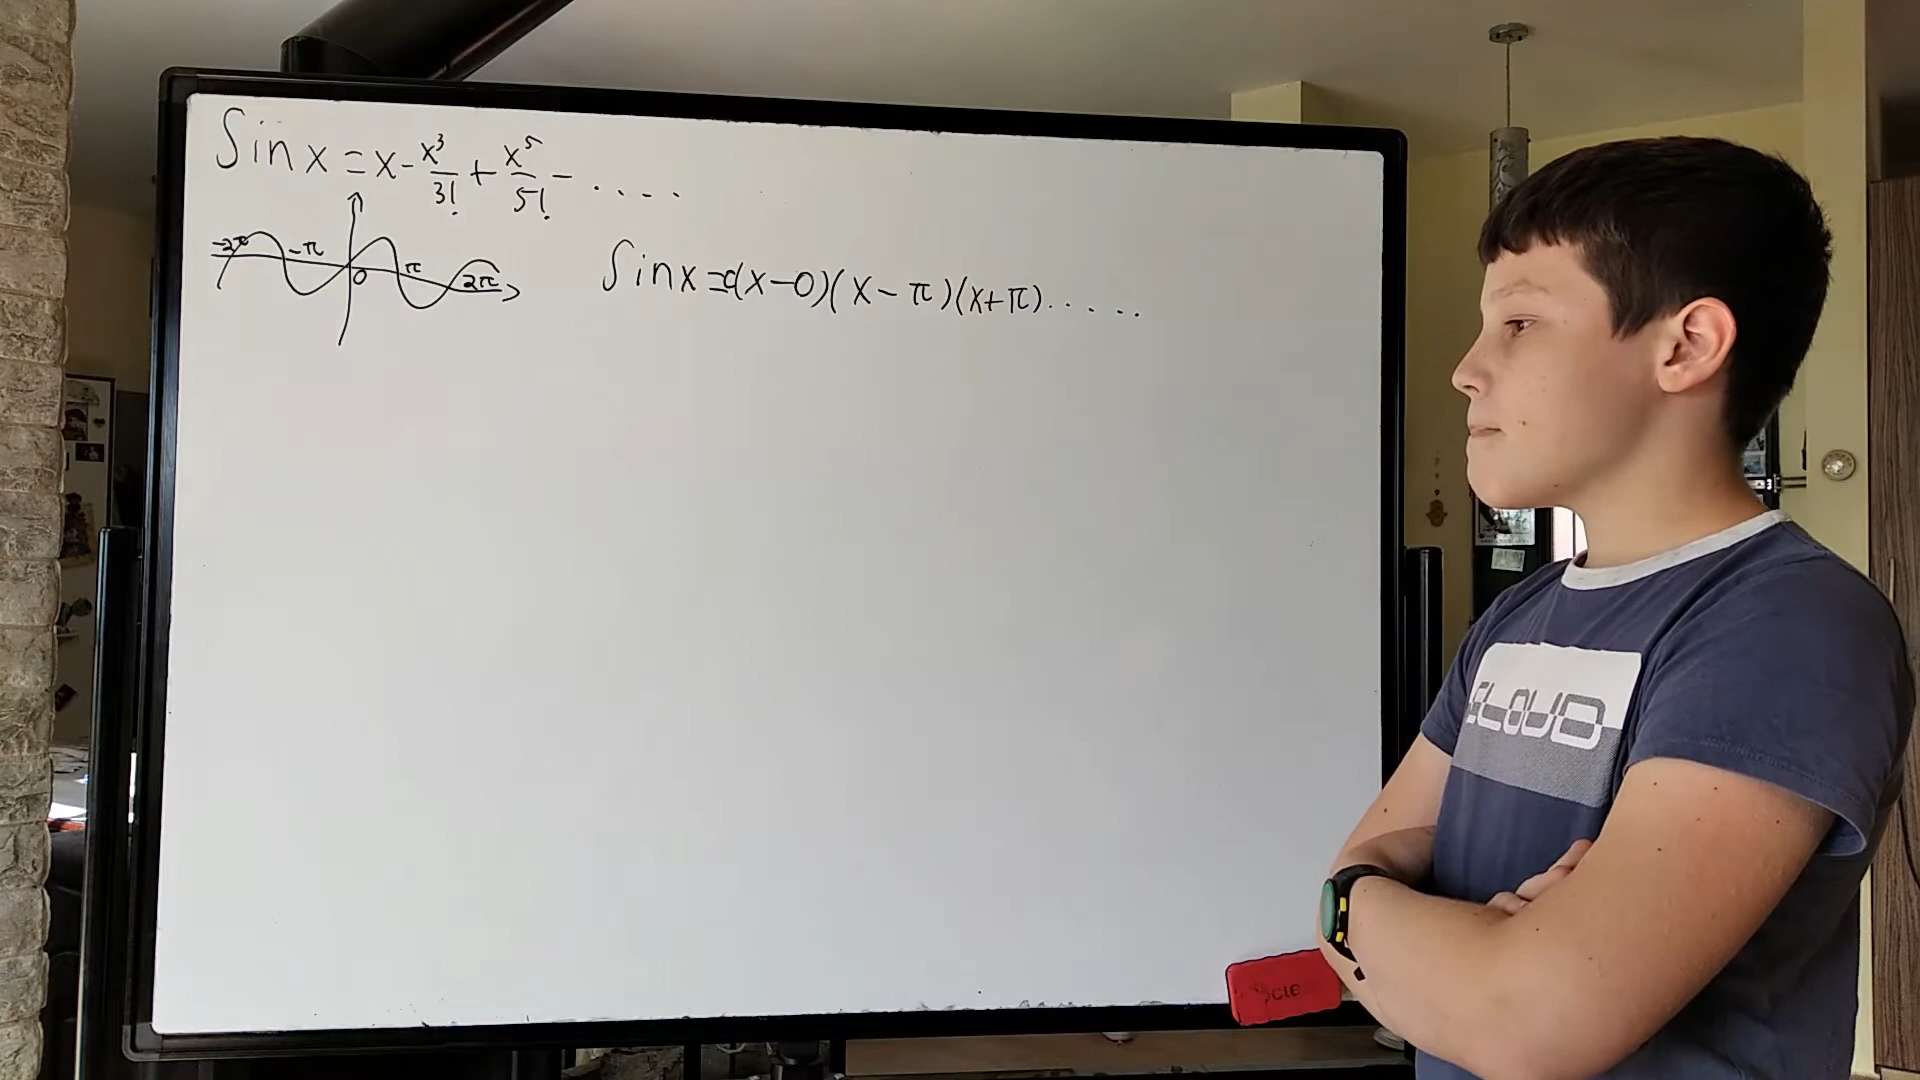 Sin x = x - x³/3! + x⁵/5! - ....
-2π -π 0 π 2π
Sin x = a(x-0)(x-π)(x+π).....
CLOUD